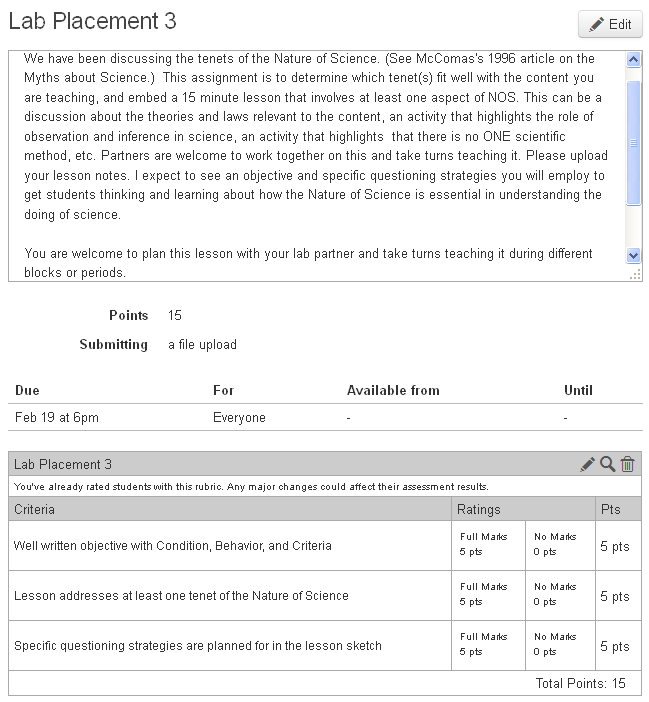 Lab Placement 3
Edit
We have been discussing the tenets of the Nature of Science. (See McComas's 1996 article on the
Myths about Science.)  This assignment is to determine which tenet(s) fit well with the content you
are teaching, and embed a 15 minute lesson that involves at least one aspect of NOS. This can be a
discussion about the theories and laws relevant to the content, an activity that highlights the role of
observation and inference in science, an activity that highlights  that there is no ONE scientific
method, etc. Partners are welcome to work together on this and take turns teaching it. Please upload
your lesson notes. I expect to see an objective and specific questioning strategies you will employ to
get students thinking and learning about how the Nature of Science is essential in understanding the
doing of science.
You are welcome to plan this lesson with your lab partner and take turns teaching it during different
blocks or periods.
Points 15
Submitting a file upload
Due For Available from Until
Feb 19 at 6pm Everyone - -
Lab Placement 3
You've already rated students with this rubric. Any major changes could affect their assessment results.
Criteria Ratings Pts
Well written objective with Condition, Behavior, and Criteria
Full Marks No Marks
5 pts 0 pts
5 pts
Lesson addresses at least one tenet of the Nature of Science
Full Marks No Marks
5 pts 0 pts
5 pts
Specific questioning strategies are planned for in the lesson sketch
Full Marks No Marks
5 pts 0 pts
5 pts
Total Points: 15